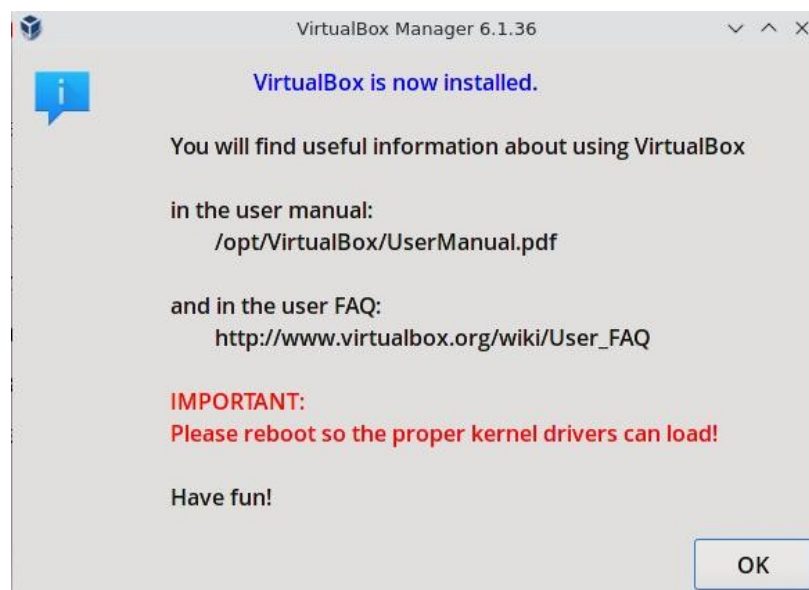 VirtualBox Manager 6.1.36
VirtualBox is now installed.
You will find useful information about using VirtualBox
in the user manual:
/opt/VirtualBox/UserManual.pdf
and in the user FAQ:
http://www.virtualbox.org/wiki/User_FAQ
IMPORTANT:
Please reboot so the proper kernel drivers can load!
Have fun!
OK